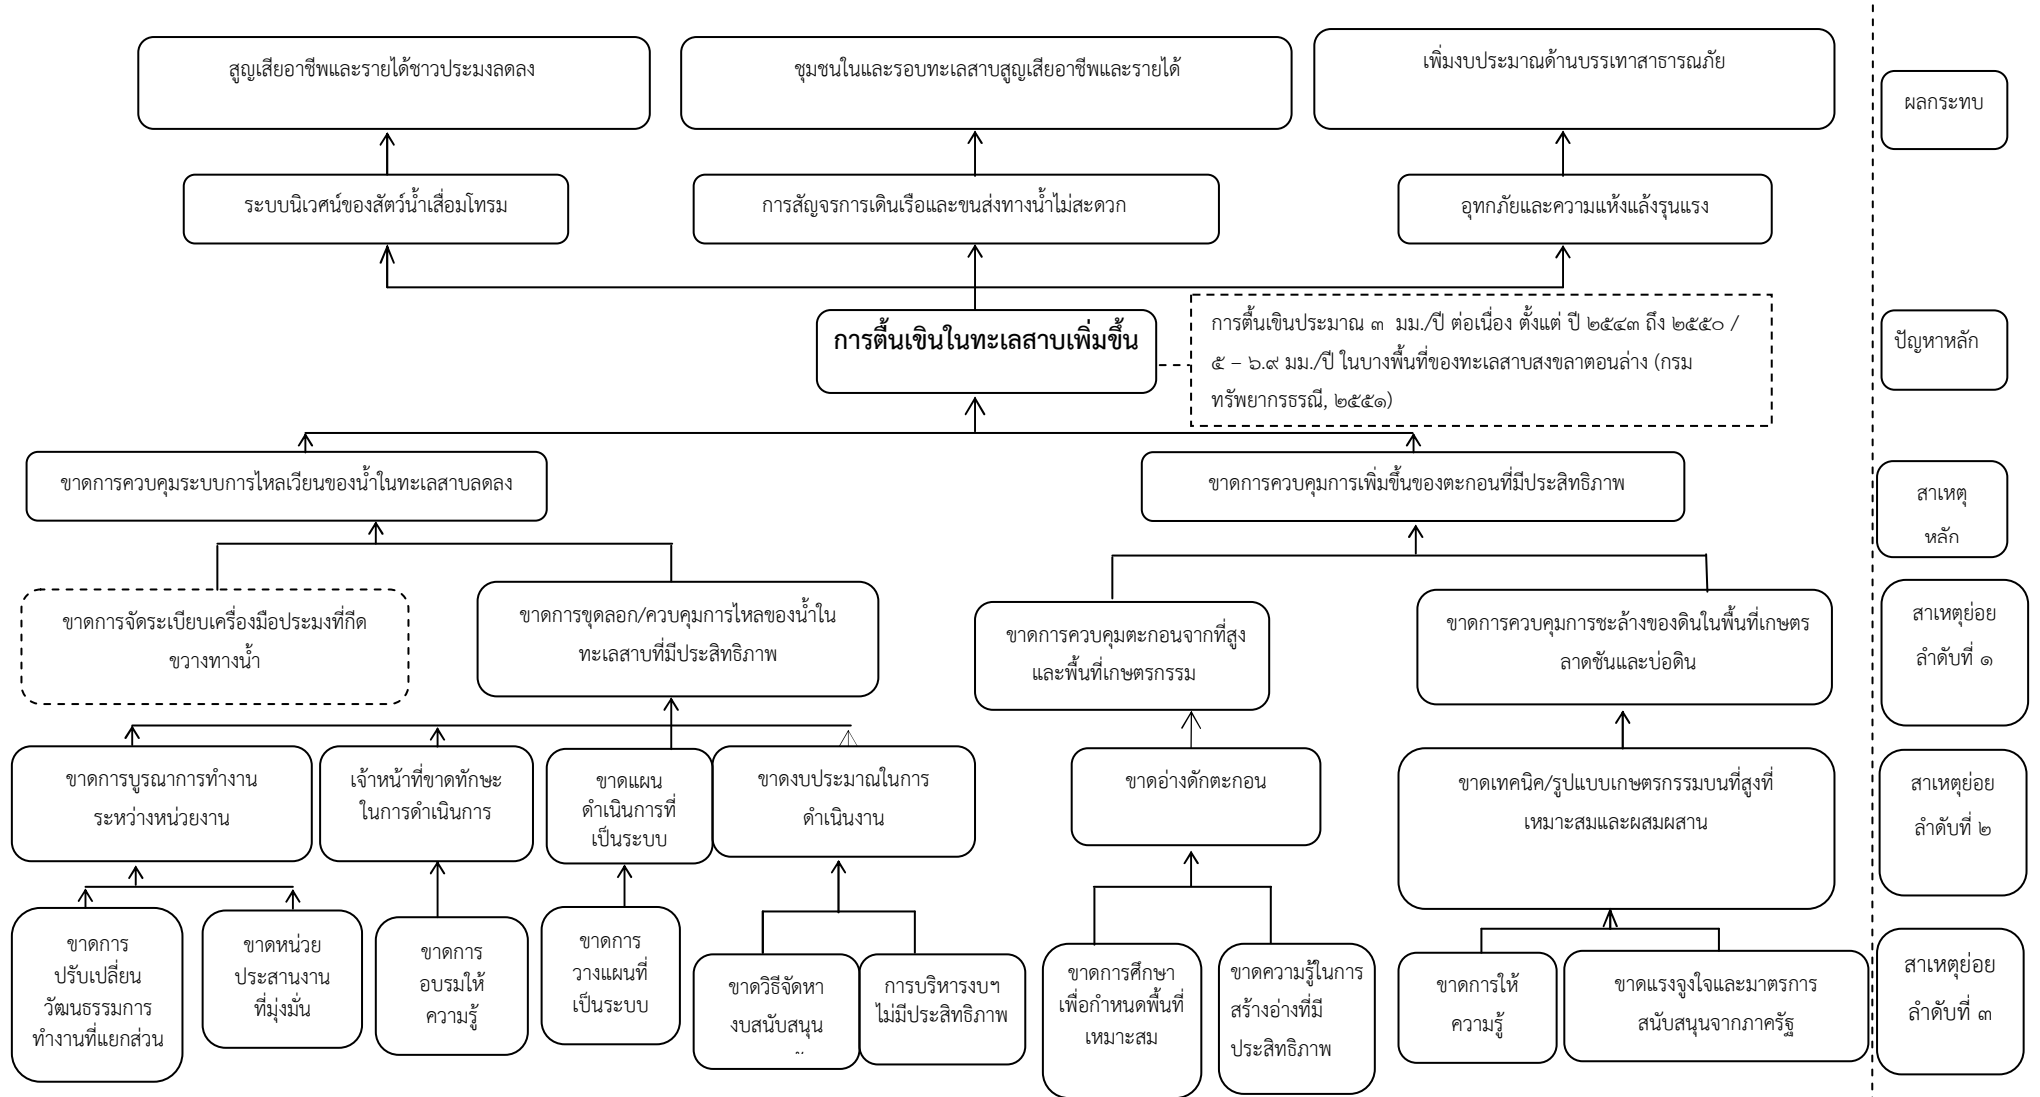 สูญเสียอาชีพและรายได้ชาวประมงลดลง
ชุมชนในและรอบทะเลสาบสูญเสียอาชีพและรายได้
เพิ่มงบประมาณด้านบรรเทาสาธารณภัย
ผลกระทบ
ระบบนิเวศน์ของสัตว์น้ำเสื่อมโทรม
การสัญจรการเดินเรือและขนส่งทางน้ำไม่สะดวก
อุทกภัยและความแห้งแล้งรุนแรง
การตื้นเขินในทะเลสาบเพิ่มขึ้น
การตื้นเขินประมาณ ๓ มม./ปี ต่อเนื่อง ตั้งแต่ ปี ๒๕๔๓ ถึง ๒๕๕๐ /
๕ – ๖.๙ มม./ปี ในบางพื้นที่ของทะเลสาบสงขลาตอนล่าง (กรม
ทรัพยากรธรณี, ๒๕๕๑)
ปัญหาหลัก
ขาดการควบคุมระบบการไหลเวียนของน้ำในทะเลสาบลดลง
ขาดการควบคุมการเพิ่มขึ้นของตะกอนที่มีประสิทธิภาพ
สาเหตุ
หลัก
ขาดการจัดระเบียบเครื่องมือประมงที่กีด
ขวางทางน้ำ
ขาดการขุดลอก/ควบคุมการไหลของน้ำใน
ทะเลสาบที่มีประสิทธิภาพ
ขาดการควบคุมตะกอนจากที่สูง
และพื้นที่เกษตรกรรม
ขาดการควบคุมการชะล้างของดินในพื้นที่เกษตร
ลาดชันและบ่อดิน
สาเหตุย่อย
ลำดับที่ ๑
ขาดการบูรณาการทำงาน
ระหว่างหน่วยงาน
เจ้าหน้าที่ขาดทักษะ
ในการดำเนินการ
ขาดแผน
ดำเนินการที่
เป็นระบบ
ขาดงบประมาณในการ
ดำเนินงาน
ขาดอ่างดักตะกอน
ขาดเทคนิค/รูปแบบเกษตรกรรมบนที่สูงที่
เหมาะสมและผสมผสาน
สาเหตุย่อย
ลำดับที่ ๒
ขาดการ
ปรับเปลี่ยน
วัฒนธรรมการ
ทำงานที่แยกส่วน
ขาดหน่วย
ประสานงาน
ที่มุ่งมั่น
ขาดการ
อบรมให้
ความรู้
ขาดการ
วางแผนที่
เป็นระบบ
ขาดวิธีจัดหา
งบสนับสนุน
การบริหารงบฯ
ไม่มีประสิทธิภาพ
ขาดการศึกษา
เพื่อกำหนดพื้นที่
เหมาะสม
ขาดความรู้ในการ
สร้างอ่างที่มี
ประสิทธิภาพ
ขาดการให้
ความรู้
ขาดแรงจูงใจและมาตรการ
สนับสนุนจากภาครัฐ
สาเหตุย่อย
ลำดับที่ ๓